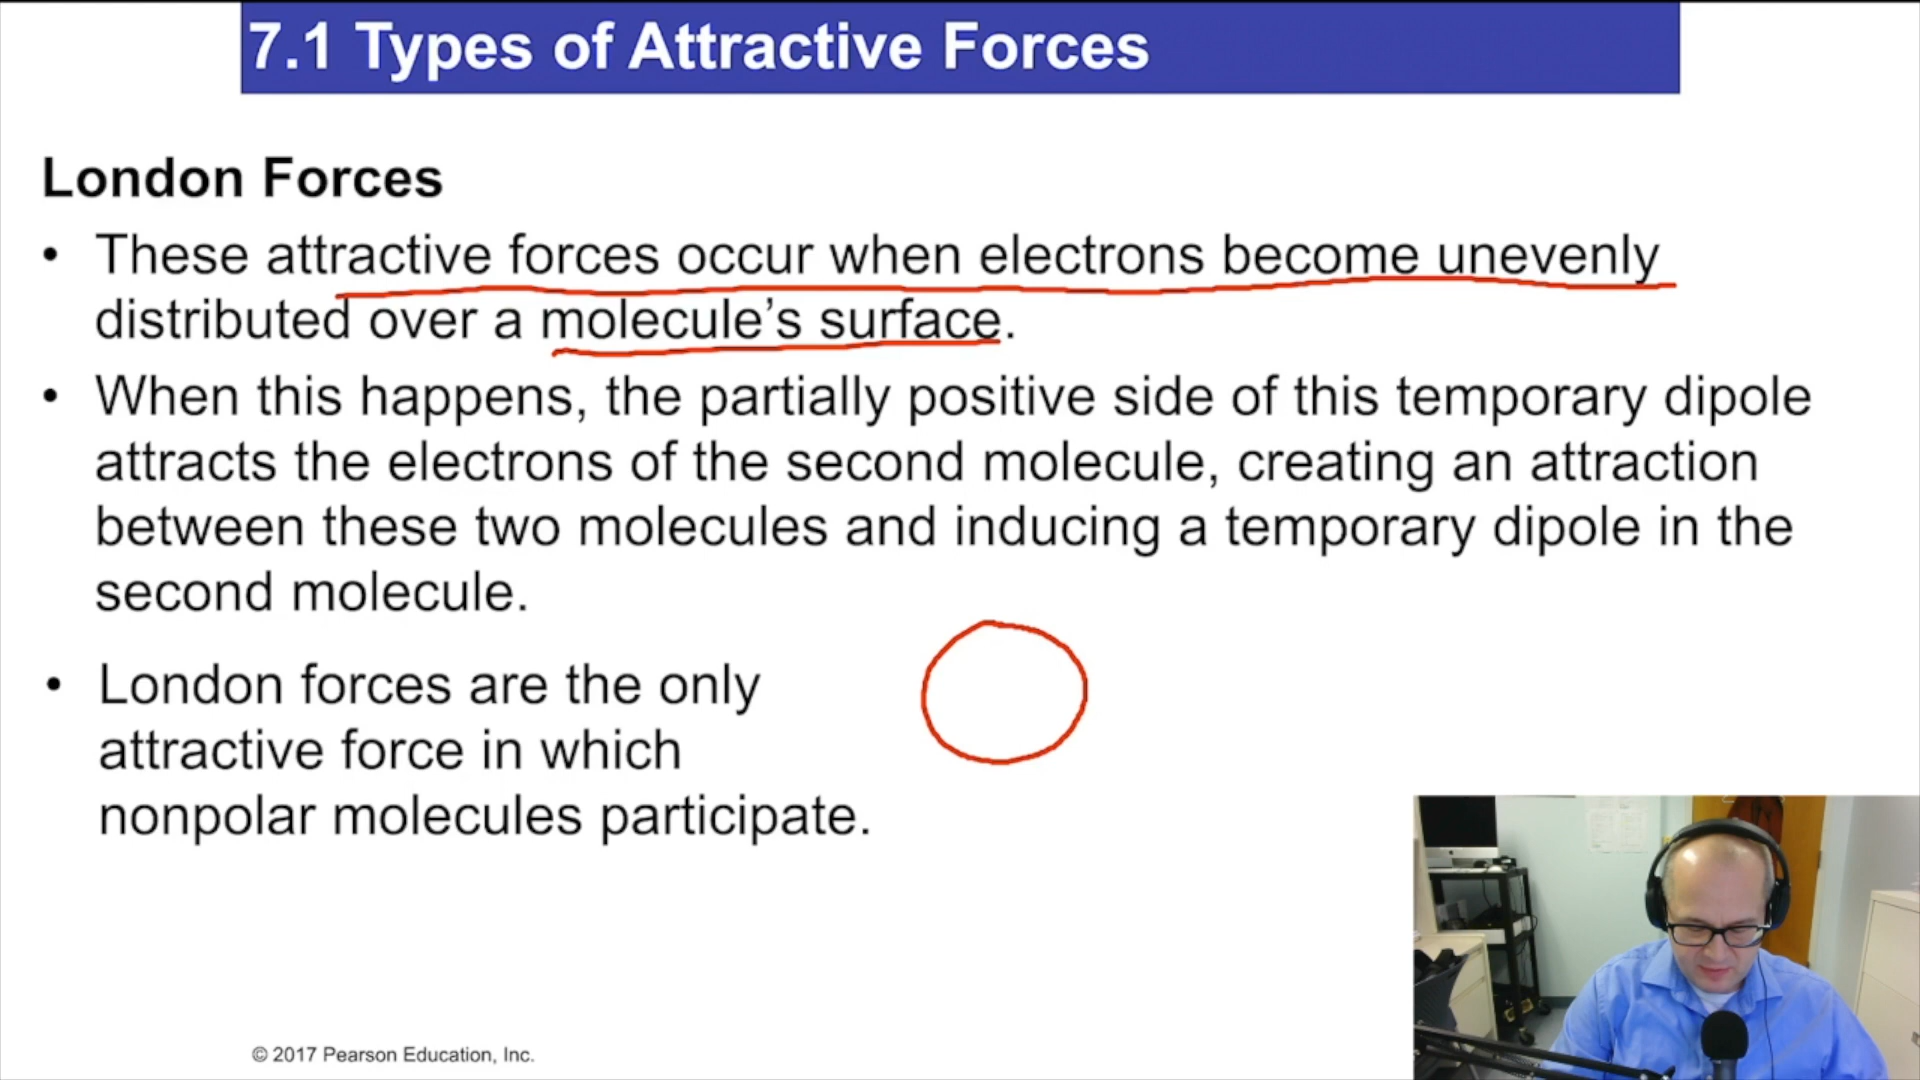 7.1 Types of Attractive Forces
London Forces
• These attractive forces occur when electrons become unevenly
distributed over a molecule’s surface.
• When this happens, the partially positive side of this temporary dipole
attracts the electrons of the second molecule, creating an attraction
between these two molecules and inducing a temporary dipole in the
second molecule.
• London forces are the only
attractive force in which
nonpolar molecules participate.
© 2017 Pearson Education, Inc.